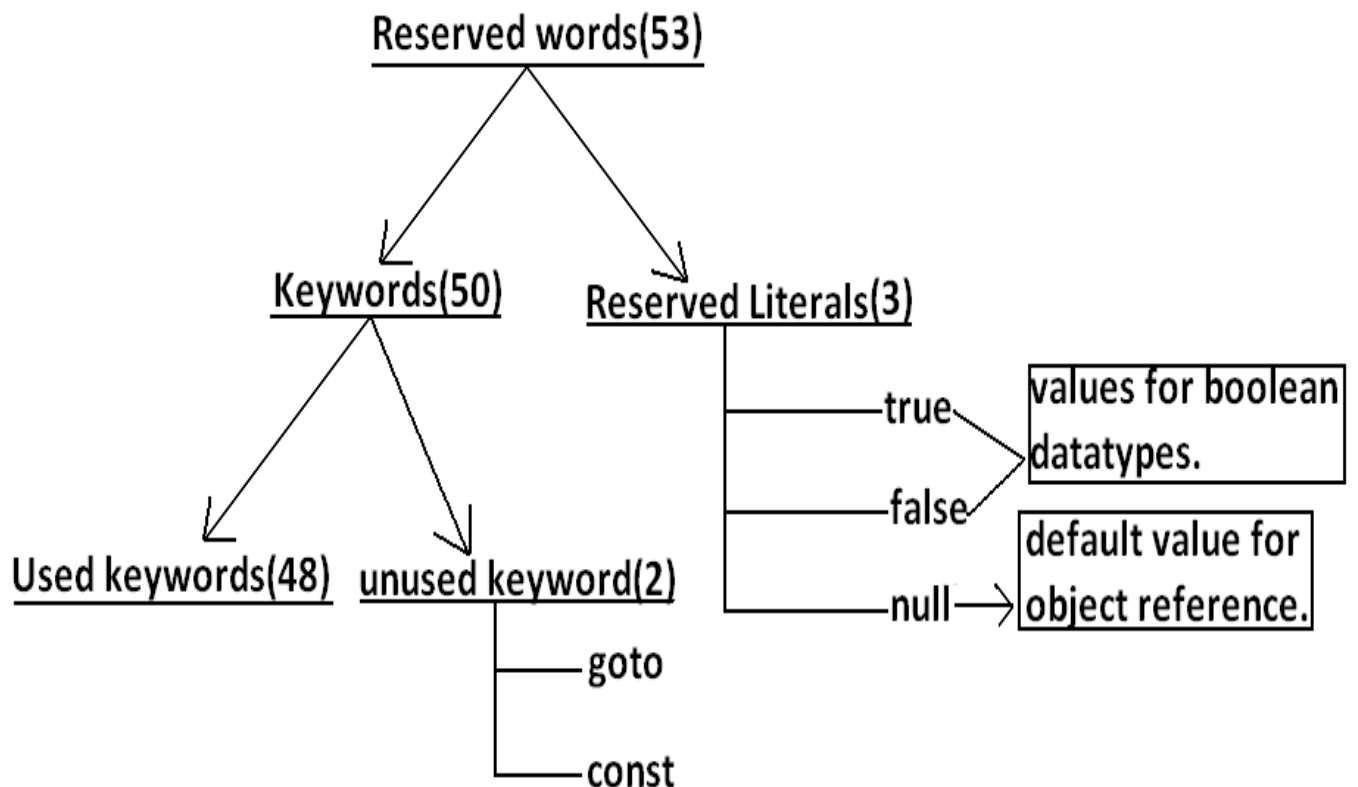 Reserved words(53)
Keywords(50)
Reserved Literals(3)
true
false
null
values for boolean
datatypes.
default value for
object reference.
Used keywords(48)
unused keyword(2)
goto
const